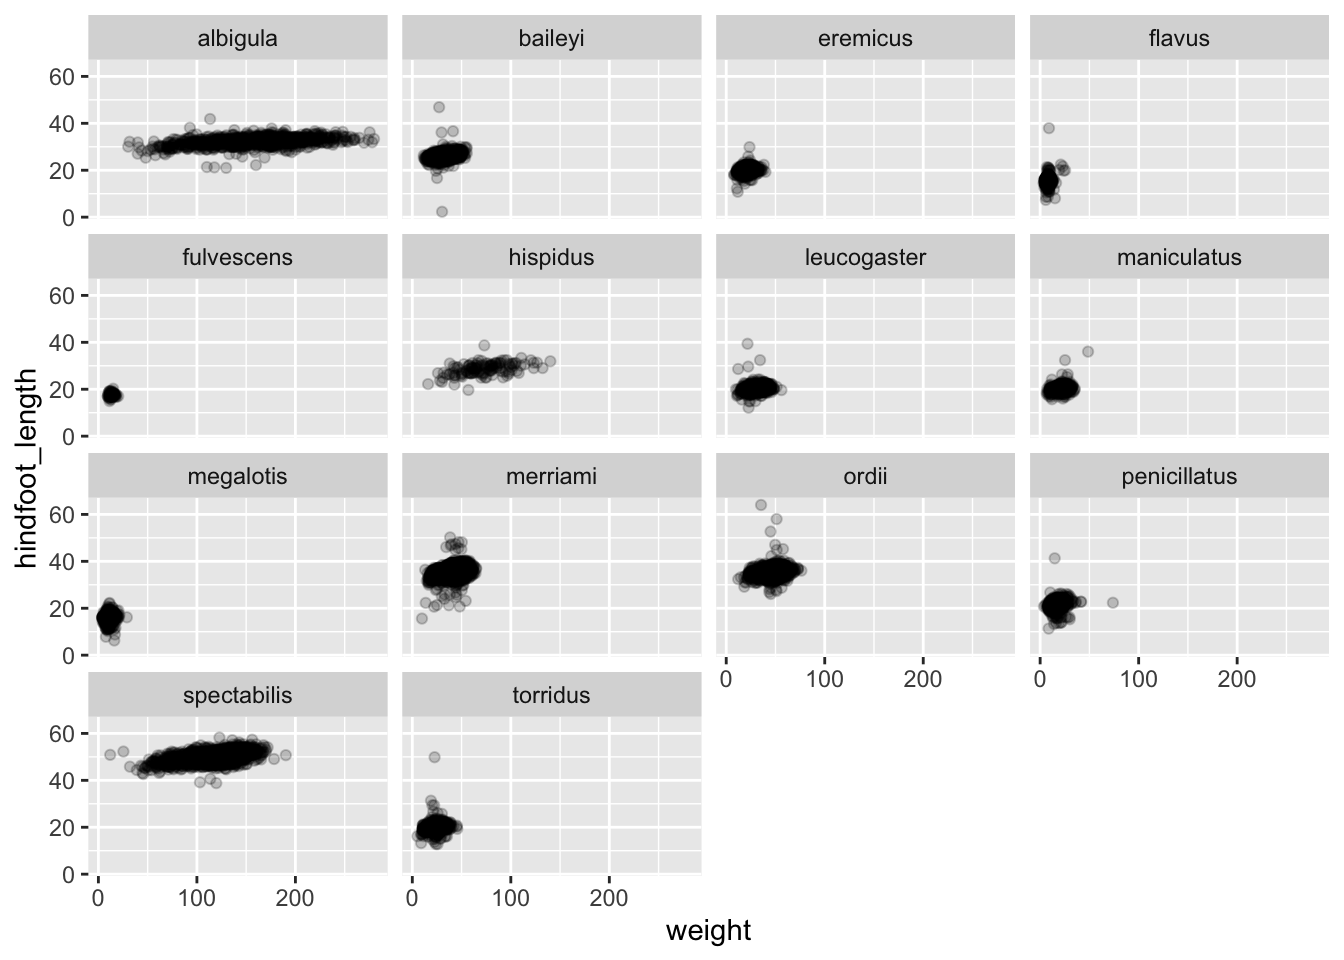 albigula baileyi eremicus flavus
60
40
20
0
fulvescens hispidus leucogaster maniculatus
60
40
20
0
megalotis merriami ordii penicillatus
60
40
20
0
0 100 200 0 100 200
spectabilis torridus
60
40
20
0
0 100 200 0 100 200
weight
hindfoot_length